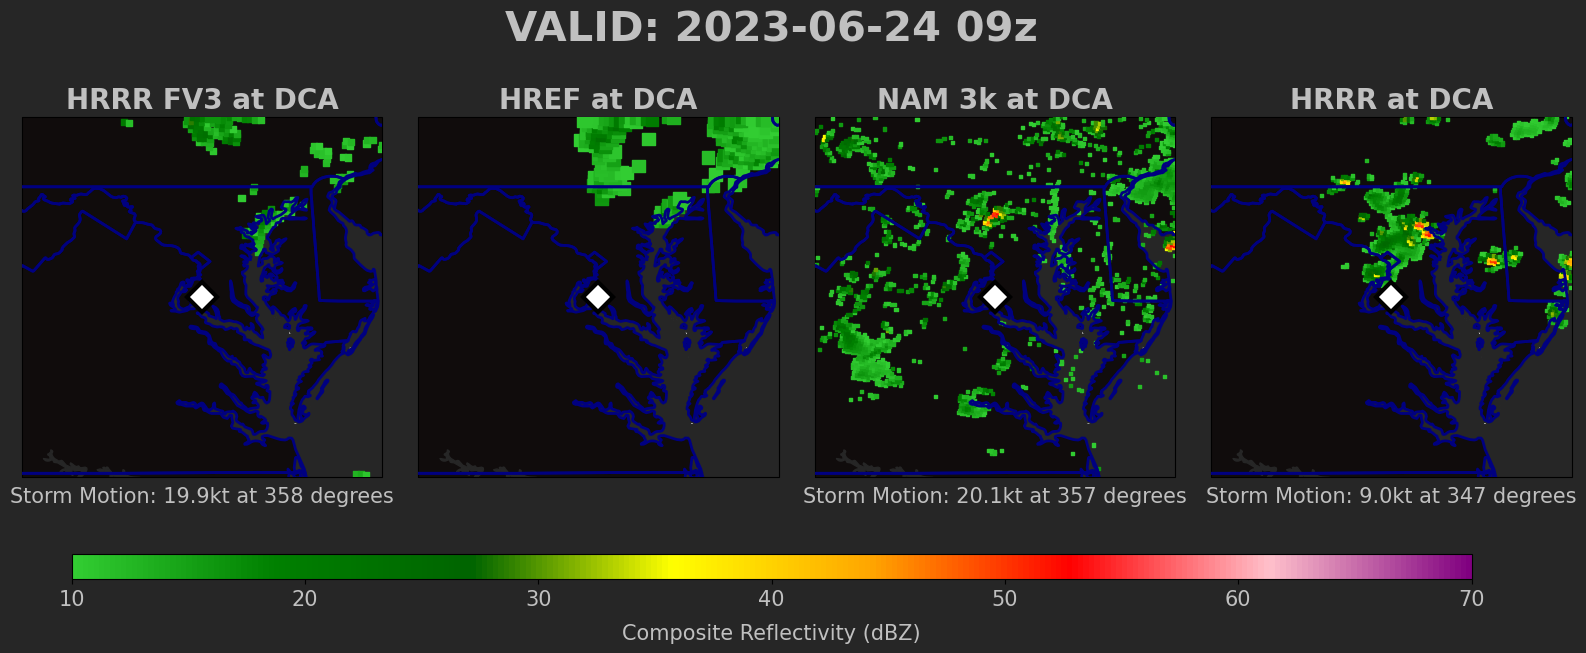 VALID: 2023-06-24 09z
HRRR FV3 at DCA
HREF at DCA
NAM 3k at DCA
HRRR at DCA
Storm Motion: 19.9kt at 358 degrees
Storm Motion: 20.1kt at 357 degrees
Storm Motion: 9.0kt at 347 degrees
10 20 30 40 50 60 70
Composite Reflectivity (dBZ)